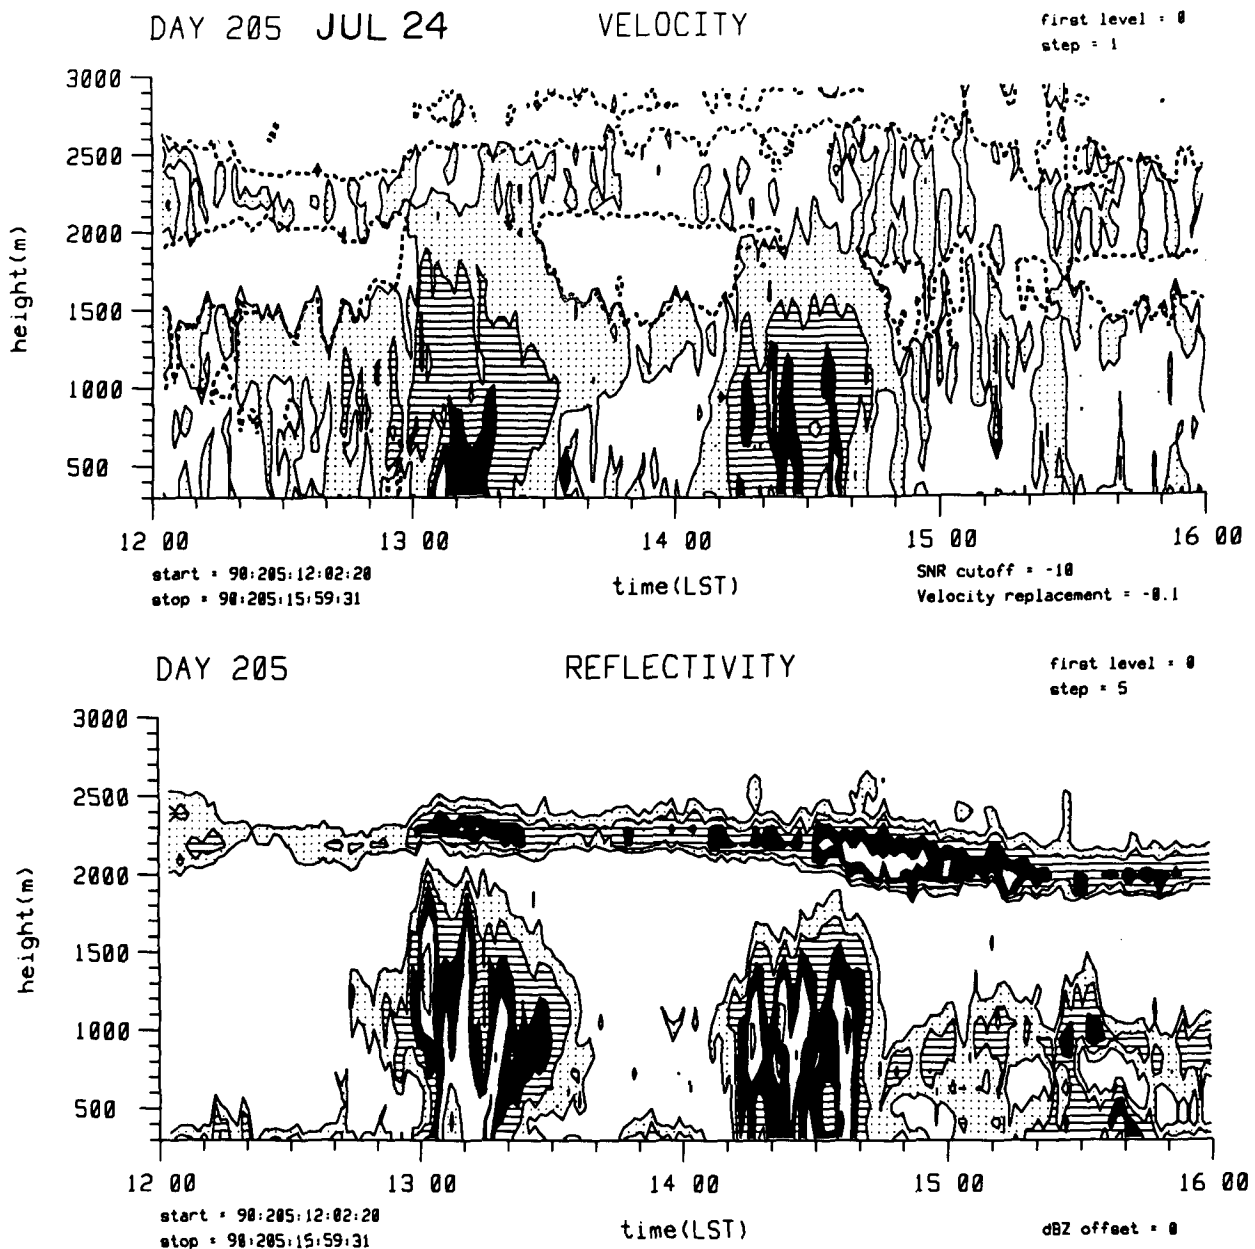 DAY 205 JUL 24 VELOCITY first level = 0
step = 1
3000
2500
2000
1500
1000
500
height(m)
12 00 13 00 14 00 15 00 16 00
start = 90:205:12:02:20
stop = 90:205:15:59:31
time(LST)
SNR cutoff = -10
Velocity replacement = -0.1
DAY 205 REFLECTIVITY first level = 0
step = 5
3000
2500
2000
1500
1000
500
height(m)
12 00 13 00 14 00 15 00 16 00
start = 90:205:12:02:20
stop = 90:205:15:59:31
time(LST)
dBZ offset = 0